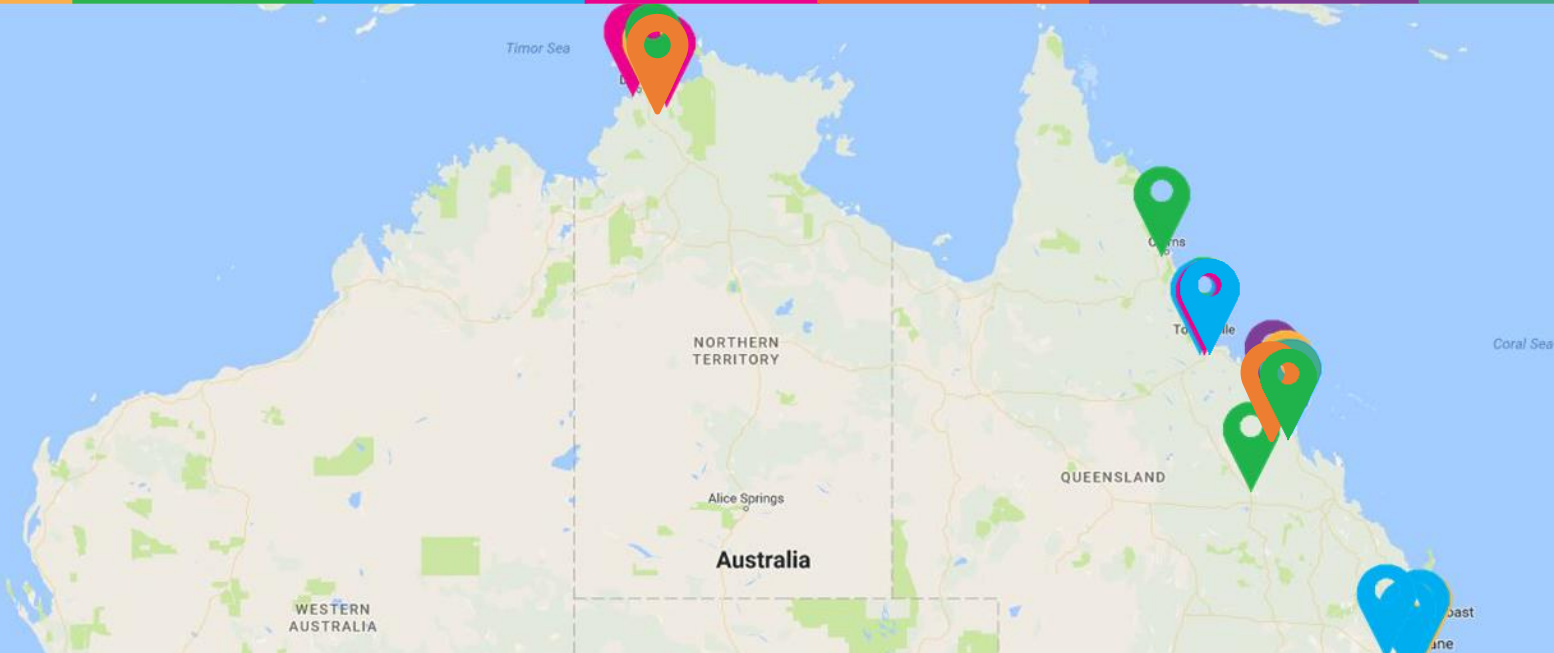 Timor Sea
NORTHERN
TERRITORY
Coral Sea
QUEENSLAND
Alice Springs
Australia
WESTERN
AUSTRALIA